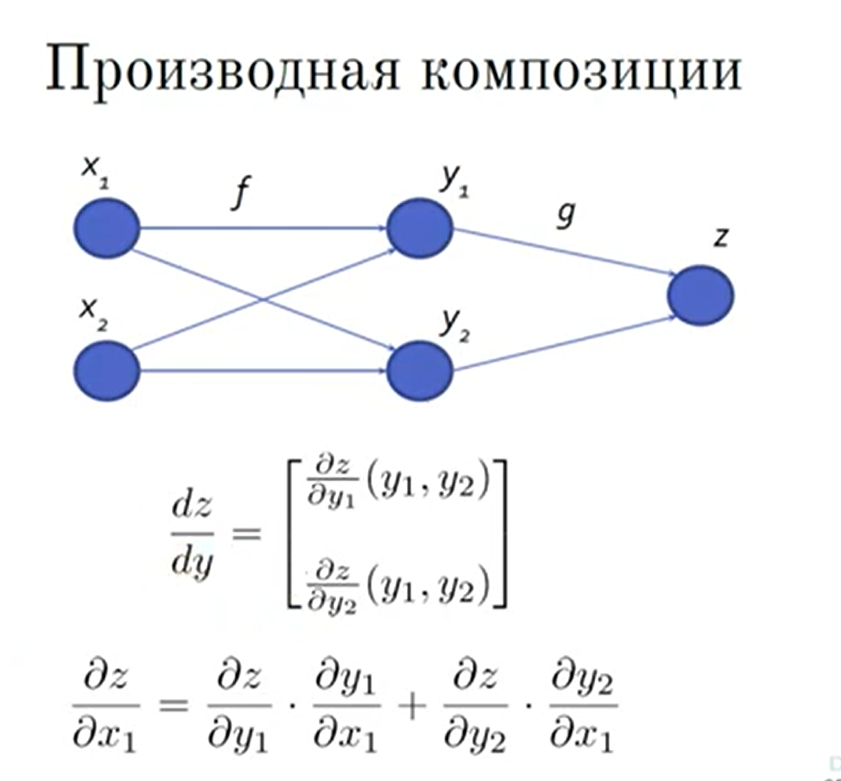 Производная композиции
x₁ f y₁ g z
x₂ y₂
dz/dy = [∂z/∂y₁ (y₁, y₂)
∂z/∂y₂ (y₁, y₂)]
∂z/∂x₁ = ∂z/∂y₁ · ∂y₁/∂x₁ + ∂z/∂y₂ · ∂y₂/∂x₁